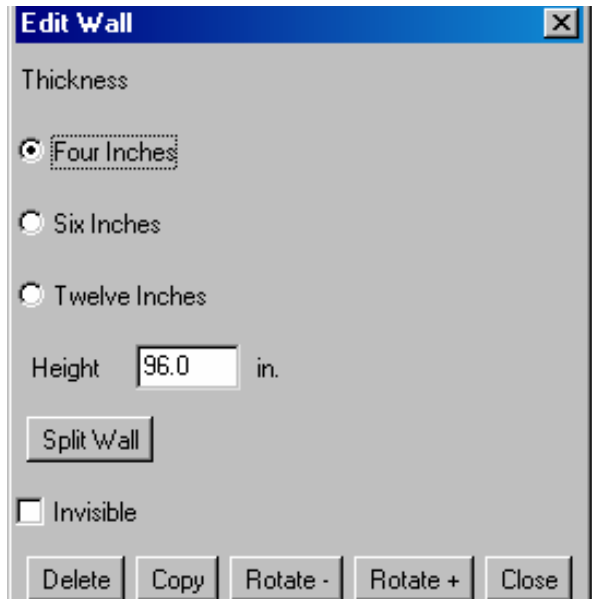 Edit Wall
Thickness
Four Inches
Six Inches
Twelve Inches
Height 96.0 in.
Split Wall
Invisible
Delete Copy Rotate - Rotate + Close